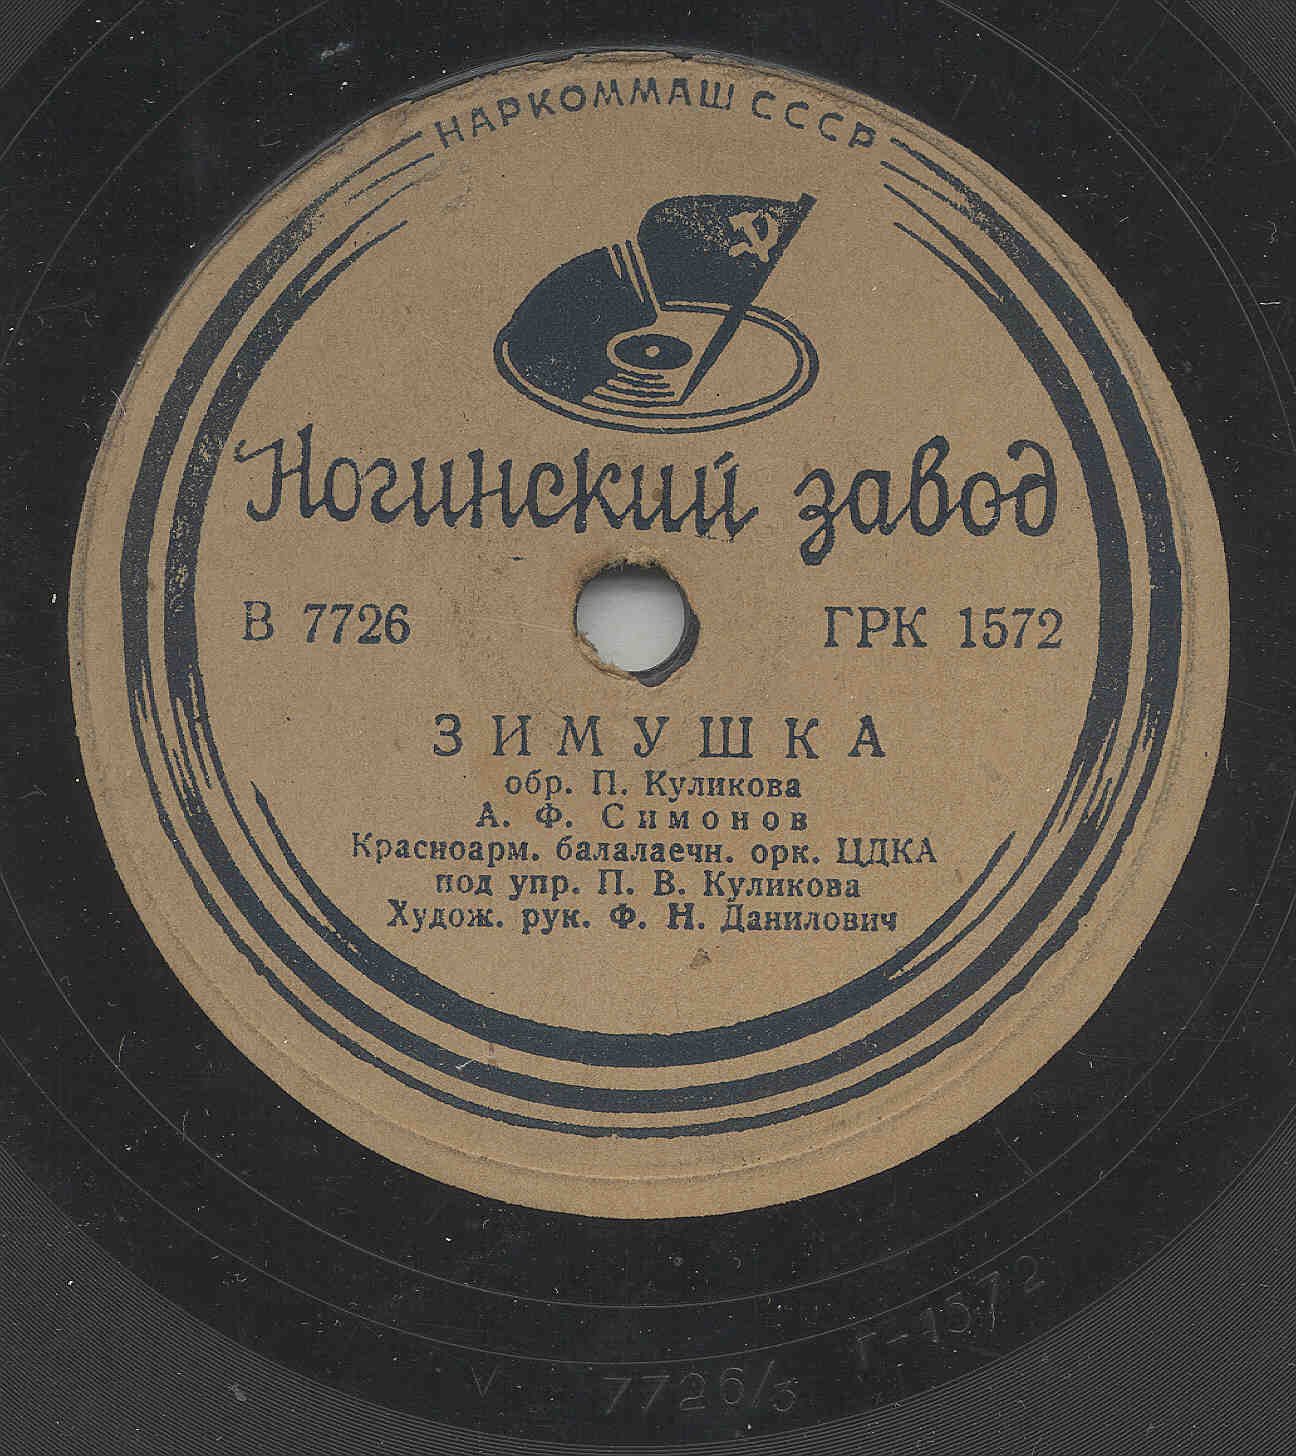 НАРКОММАШ СССР
Ногинский завод
В 7726
ГРК 1572
ЗИМУШКА
обр. П. Куликова
А. Ф. Симонов
Красноарм. балалаечн. орк. ЦДКА
под упр. П. В. Куликова
Худож. рук. Ф. Н. Данилович
Г-1572
V 7726/3